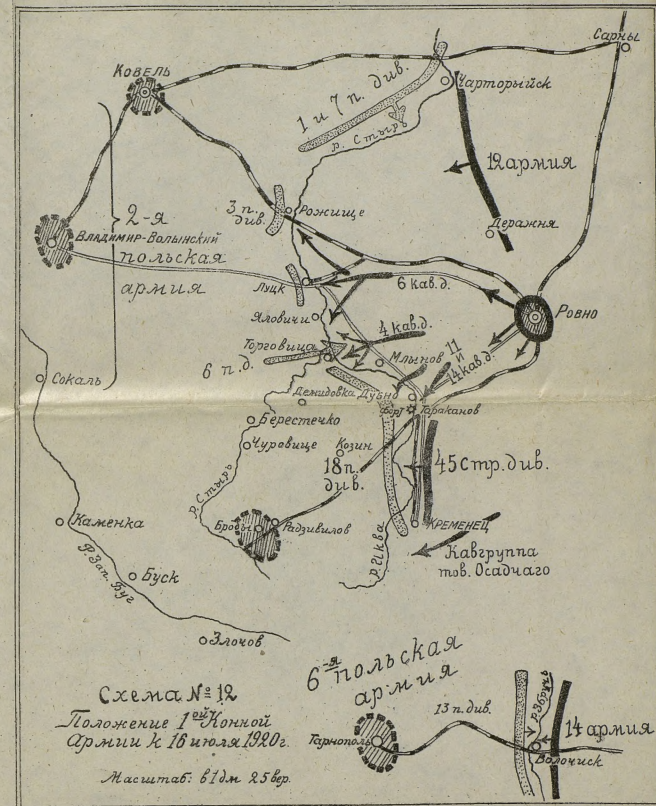 Сарны
Ковель
1 и 7 п. див.
Чарторыйск
р. Стырь
12 армия
3 п.
див.
Рожище
Деражня
2-я
польская
армия
Владимир-Волынский
Луцк
6 кав. д.
Ровно
Яловичи
4 кав. д.
Торговица
Млынов
11
и
14 кав. д.
6 п. д.
Сокаль
Демидовка
Дубно
форт
Тараканов
Берестечко
Чуравице
Козин
18 п.
див.
45 стр. див.
р. Стырь
Каменка
Броды
Радзивилов
Кременец
р. Иква
Кавгруппа
тов. Осадчаго
Р. Зап. Буг
Буск
Злочов
6-я польская
армия
Схема № 12
Положение 1ой Конной
Армии к 16 июля 1920 г.
Масштаб: в 1 дм 25 вер.
13 п. див.
Тарнополь
р. Збручь
14 армия
Волочиск